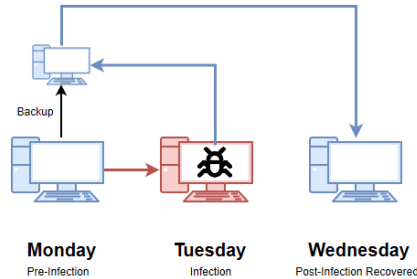 Backup
Monday
Pre-Infection
Tuesday
Infection
Wednesday
Post-Infection Recovered